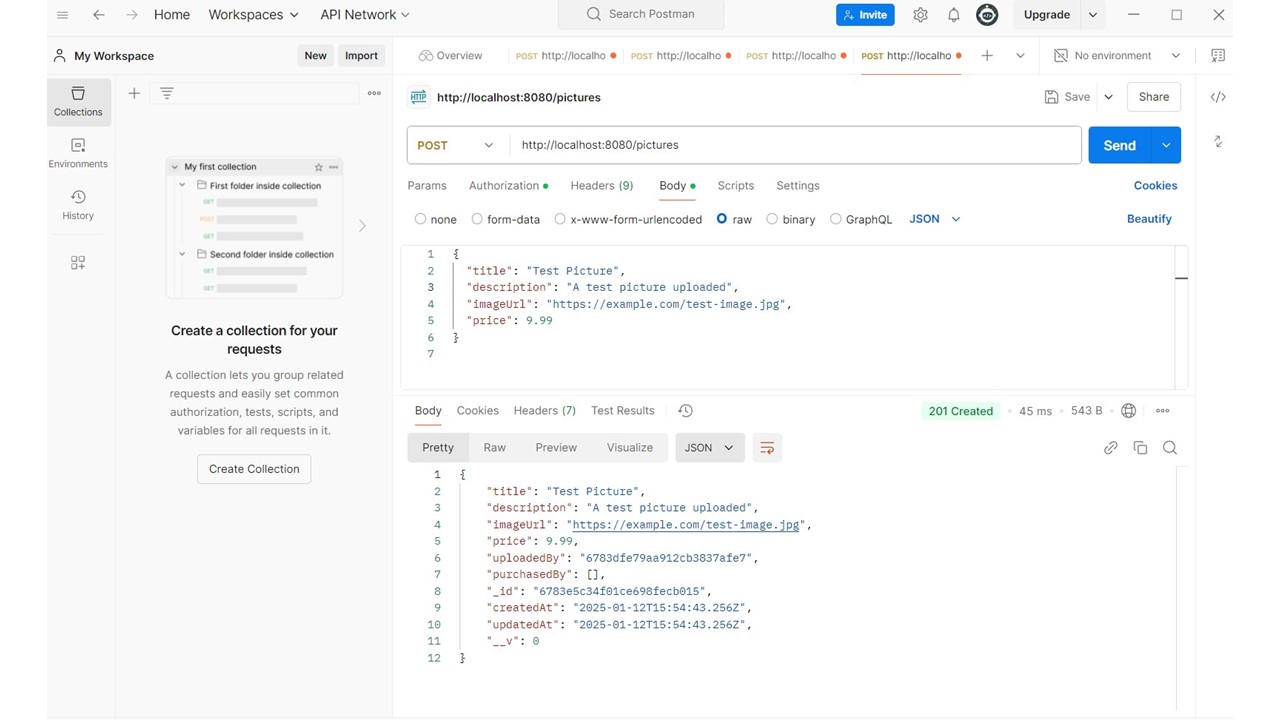 Home Workspaces API Network Search Postman Invite Upgrade
My Workspace New Import Overview POST http://localho POST http://localho POST http://localho POST http://localho No environment
Collections
Environments
History
My first collection
First folder inside collection
GET
POST
GET
Second folder inside collection
GET
GET
Create a collection for your
requests
A collection lets you group related
requests and easily set common
authorization, tests, scripts, and
variables for all requests in it.
Create Collection
HTTP http://localhost:8080/pictures Save Share
POST http://localhost:8080/pictures Send
Params Authorization Headers (9) Body Scripts Settings Cookies
none form-data x-www-form-urlencoded raw binary GraphQL JSON Beautify
1 {
2 "title": "Test Picture",
3 "description": "A test picture uploaded",
4 "imageUrl": "https://example.com/test-image.jpg",
5 "price": 9.99
6 }
7
Body Cookies Headers (7) Test Results 201 Created 45 ms 543 B
Pretty Raw Preview Visualize JSON
1 {
2 "title": "Test Picture",
3 "description": "A test picture uploaded",
4 "imageUrl": "https://example.com/test-image.jpg",
5 "price": 9.99,
6 "uploadedBy": "6783dfe79aa912cb3837afe7",
7 "purchasedBy": [],
8 "_id": "6783e5c34f01ce698fecb015",
9 "createdAt": "2025-01-12T15:54:43.256Z",
10 "updatedAt": "2025-01-12T15:54:43.256Z",
11 "__v": 0
12 }